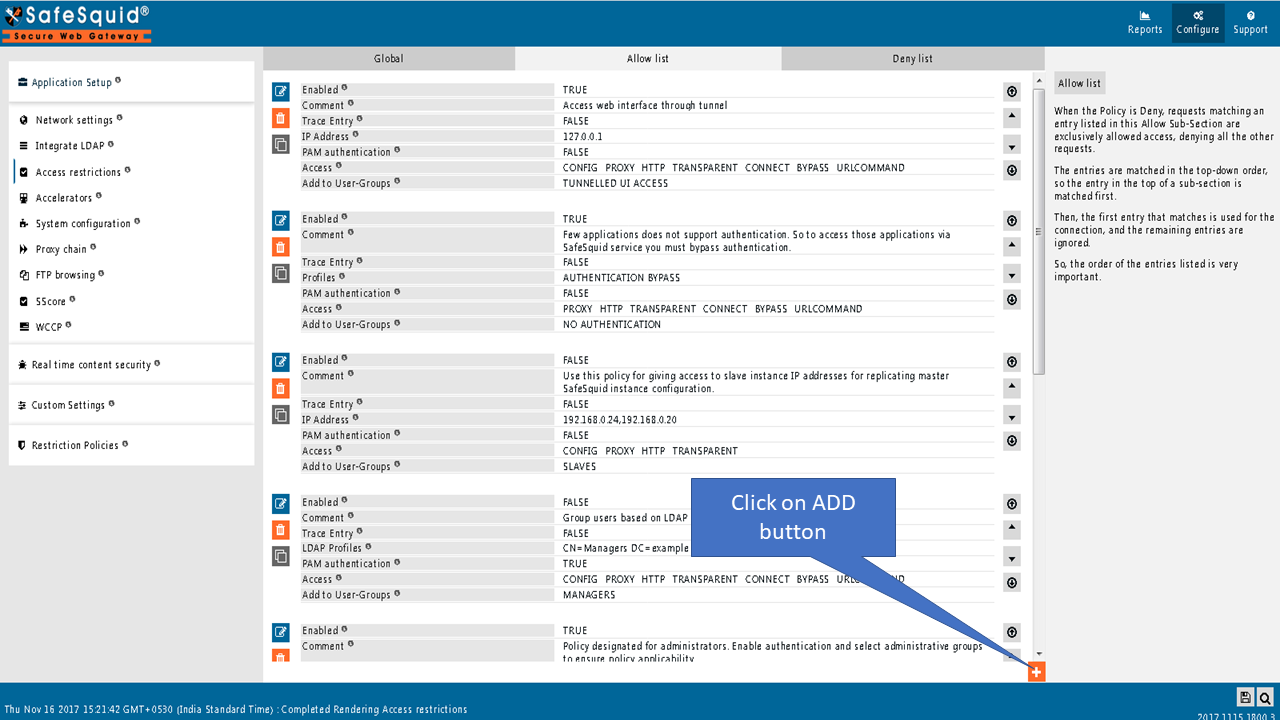 SafeSquid®
Secure Web Gateway
Reports
Configure
Support
Application Setup
Network settings
Integrate LDAP
Access restrictions
Accelerators
System configuration
Proxy chain
FTP browsing
SScore
WCCP
Real time content security
Custom Settings
Restriction Policies
Global
Allow list
Deny list
Enabled TRUE
Comment Access web interface through tunnel
Trace Entry FALSE
IP Address 127.0.0.1
PAM authentication FALSE
Access CONFIG PROXY HTTP TRANSPARENT CONNECT BYPASS URLCOMMAND
Add to User-Groups TUNNELLED UI ACCESS
Enabled TRUE
Comment Few applications does not support authentication. So to access those applications via
SafeSquid service you must bypass authentication.
Trace Entry FALSE
Profiles AUTHENTICATION BYPASS
PAM authentication FALSE
Access PROXY HTTP TRANSPARENT CONNECT BYPASS URLCOMMAND
Add to User-Groups NO AUTHENTICATION
Enabled FALSE
Comment Use this policy for giving access to slave instance IP addresses for replicating master
SafeSquid instance configuration.
Trace Entry FALSE
IP Address 192.168.0.24,192.168.0.20
PAM authentication FALSE
Access CONFIG PROXY HTTP TRANSPARENT
Add to User-Groups SLAVES
Enabled FALSE
Comment Group users based on LDAP
Trace Entry FALSE
LDAP Profiles CN=Managers DC=example
PAM authentication TRUE
Access CONFIG PROXY HTTP TRANSPARENT CONNECT BYPASS
Add to User-Groups MANAGERS
Enabled TRUE
Comment Policy designated for administrators. Enable authentication and select administrative groups
to ensure policy applicability
Click on ADD
button
Allow list
When the Policy is Deny, requests matching an
entry listed in this Allow Sub-Section are
exclusively allowed access, denying all the other
requests.
The entries are matched in the top-down order,
so the entry in the top of a sub-section is
matched first.
Then, the first entry that matches is used for the
connection, and the remaining entries are
ignored.
So, the order of the entries listed is very
important.
Thu Nov 16 2017 15:21:42 GMT+0530 (India Standard Time) : Completed Rendering Access restrictions
2017.1115.1800.3